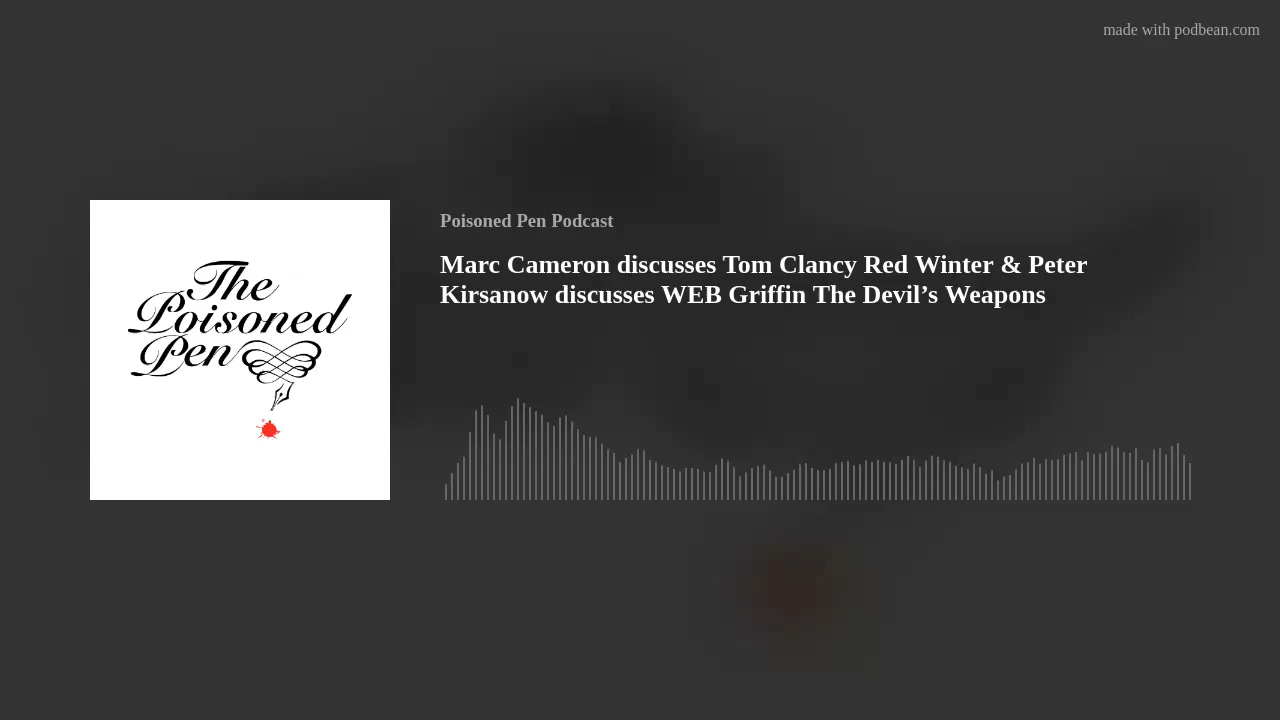 made with podbean.com
The
Poisoned
Pen
Poisoned Pen Podcast
Marc Cameron discusses Tom Clancy Red Winter & Peter
Kirsanow discusses WEB Griffin The Devil’s Weapons